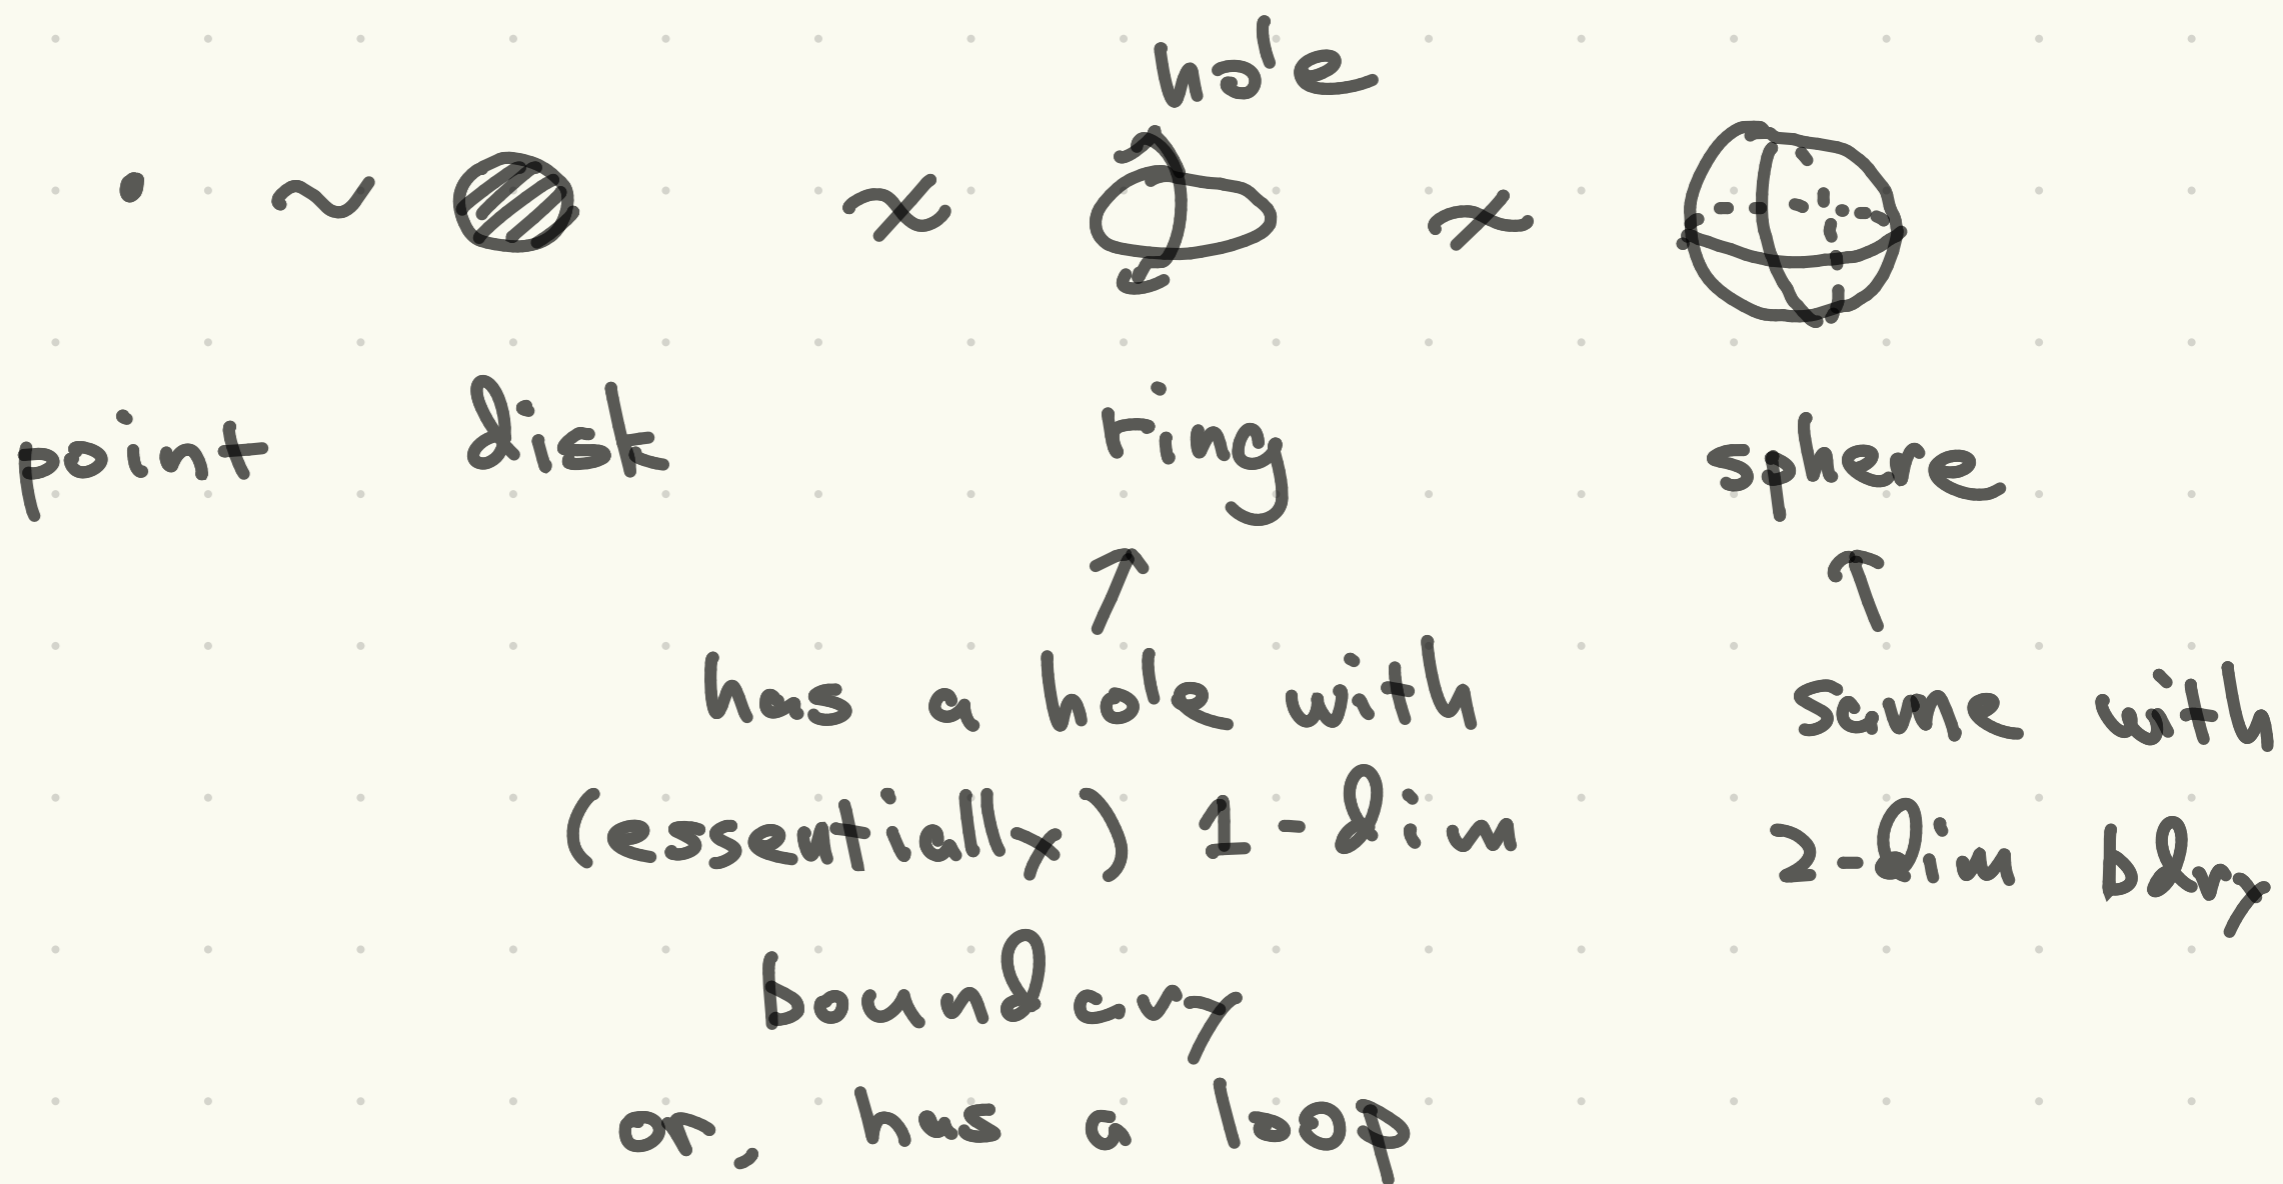 hole
· ~ ≁ ≁
point disk ring sphere
has a hole with
(essentially) 1-dim
boundary
or, has a loop
same with
2-dim bdry